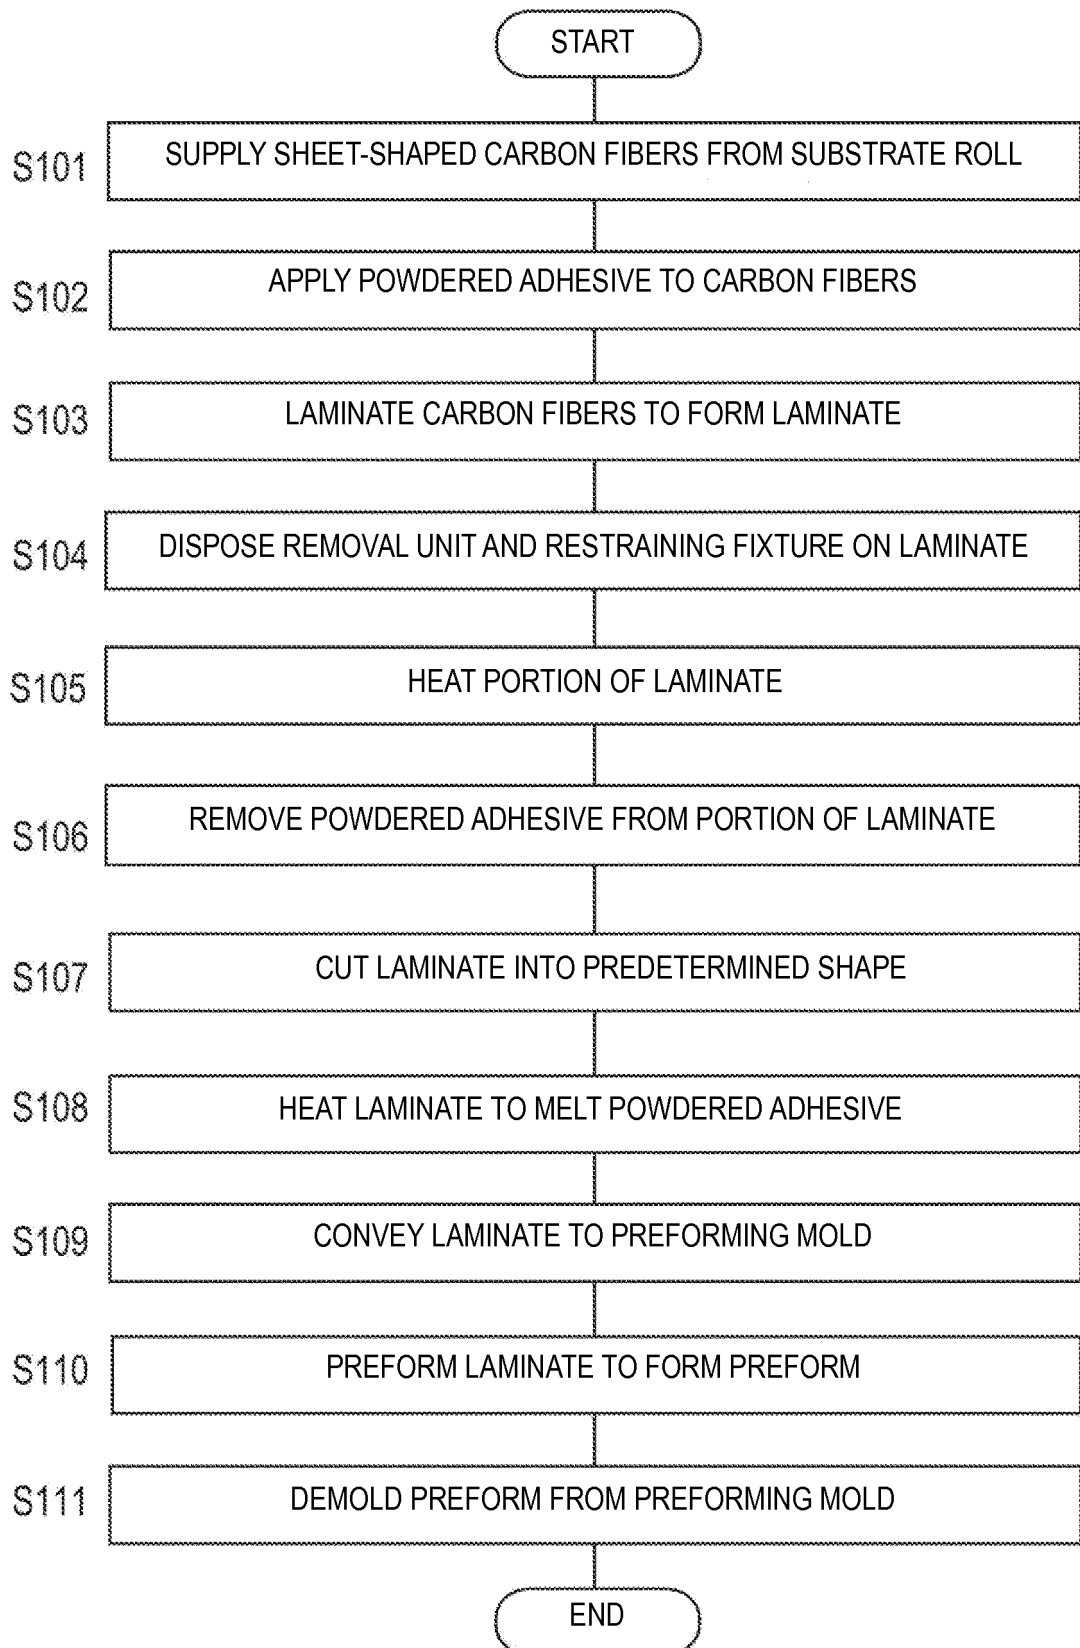 START
S101 SUPPLY SHEET-SHAPED CARBON FIBERS FROM SUBSTRATE ROLL
S102 APPLY POWDERED ADHESIVE TO CARBON FIBERS
S103 LAMINATE CARBON FIBERS TO FORM LAMINATE
S104 DISPOSE REMOVAL UNIT AND RESTRAINING FIXTURE ON LAMINATE
S105 HEAT PORTION OF LAMINATE
S106 REMOVE POWDERED ADHESIVE FROM PORTION OF LAMINATE
S107 CUT LAMINATE INTO PREDETERMINED SHAPE
S108 HEAT LAMINATE TO MELT POWDERED ADHESIVE
S109 CONVEY LAMINATE TO PREFORMING MOLD
S110 PREFORM LAMINATE TO FORM PREFORM
S111 DEMOLD PREFORM FROM PREFORMING MOLD
END